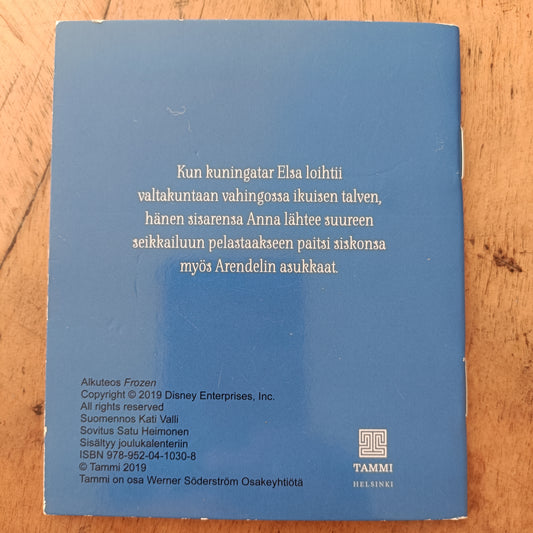 Kun kuningatar Elsa loihtii
valtakuntaan vahingossa ikuisen talven,
hänen sisarensa Anna lähtee suureen
seikkailuun pelastaakseen paitsi siskonsa
myös Arendelin asukkaat.
Alkuteos Frozen
Copyright © 2019 Disney Enterprises, Inc.
All rights reserved
Suomennos Kati Valli
Sovitus Satu Heimonen
Sisältyy joulukalenteriin
ISBN 978-952-04-1030-8
© Tammi 2019
Tammi on osa Werner Söderström Osakeyhtiötä
TAMMI
HELSINKI